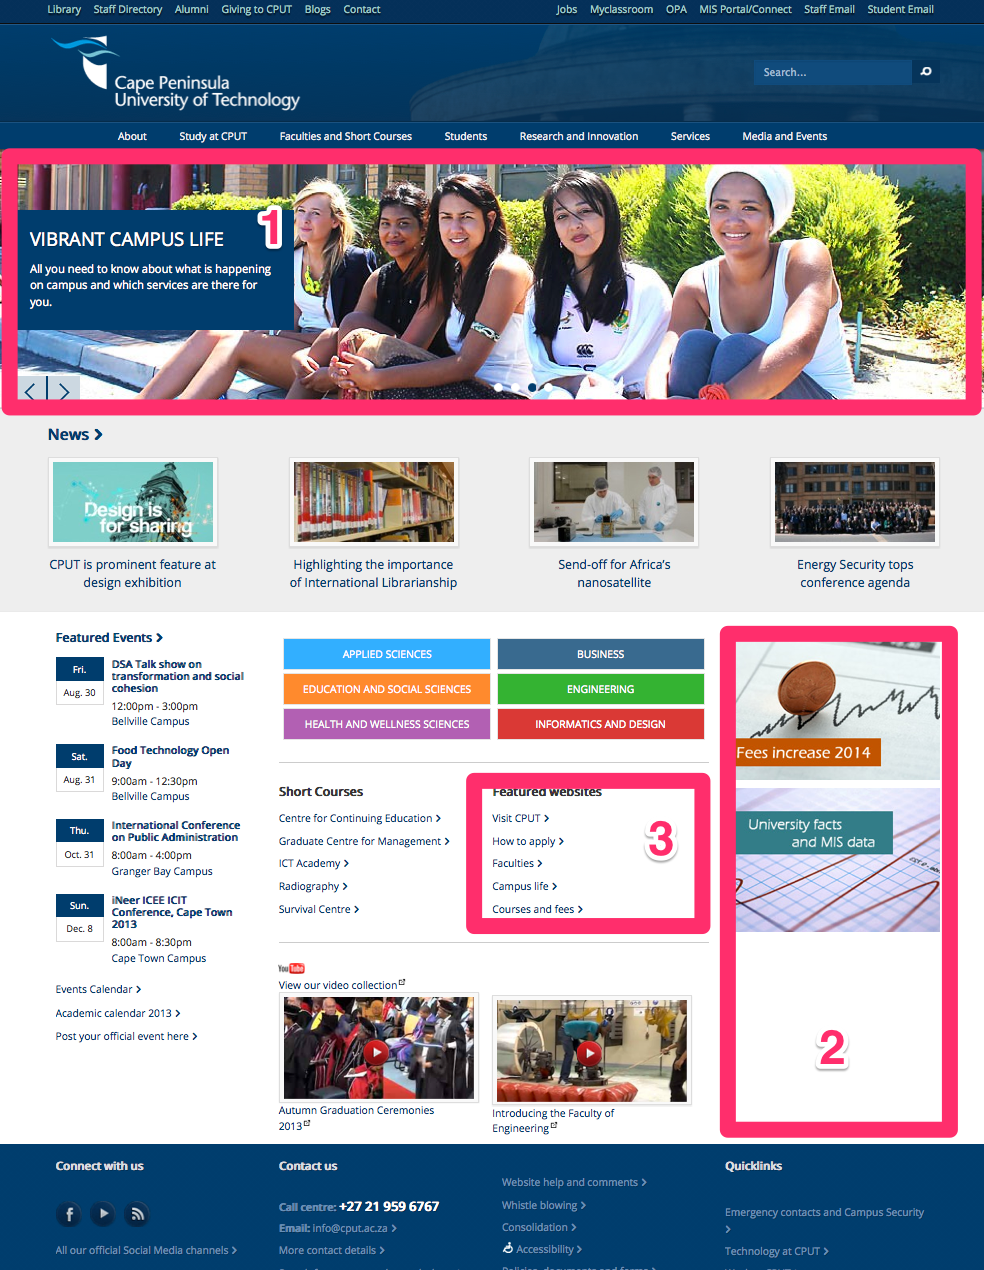 Library Staff Directory Alumni Giving to CPUT Blogs Contact
Jobs Myclassroom OPA MIS Portal/Connect Staff Email Student Email
Cape Peninsula
University of Technology
Search...
About Study at CPUT Faculties and Short Courses Students Research and Innovation Services Media and Events
1
VIBRANT CAMPUS LIFE
All you need to know about what is happening
on campus and which services are there for
you.
News
Design is
for sharing
CPUT is prominent feature at
design exhibition
Highlighting the importance
of International Librarianship
Send-off for Africa's
nanosatellite
Energy Security tops
conference agenda
Featured Events
Fri.
Aug. 30
DSA Talk show on
transformation and social
cohesion
12:00pm - 3:00pm
Bellville Campus
Sat.
Aug. 31
Food Technology Open
Day
9:00am - 12:30pm
Bellville Campus
Thu.
Oct. 31
International Conference
on Public Administration
8:00am - 4:00pm
Granger Bay Campus
Sun.
Dec. 8
iNeer ICEE ICIT
Conference, Cape Town
2013
8:00am - 8:30pm
Cape Town Campus
Events Calendar
Academic calendar 2013
Post your official event here
APPLIED SCIENCES
BUSINESS
EDUCATION AND SOCIAL SCIENCES
ENGINEERING
HEALTH AND WELLNESS SCIENCES
INFORMATICS AND DESIGN
Short Courses
Centre for Continuing Education
Graduate Centre for Management
ICT Academy
Radiography
Survival Centre
Featured websites
Visit CPUT
How to apply
Faculties
Campus life
Courses and fees
3
YouTube
View our video collection
Autumn Graduation Ceremonies
2013
Introducing the Faculty of
Engineering
Fees increase 2014
University facts
and MIS data
2
Connect with us
All our official Social Media channels
Contact us
Call centre: +27 21 959 6767
Email: info@cput.ac.za
More contact details
Website help and comments
Whistle blowing
Consolidation
Accessibility
Quicklinks
Emergency contacts and Campus Security
Technology at CPUT